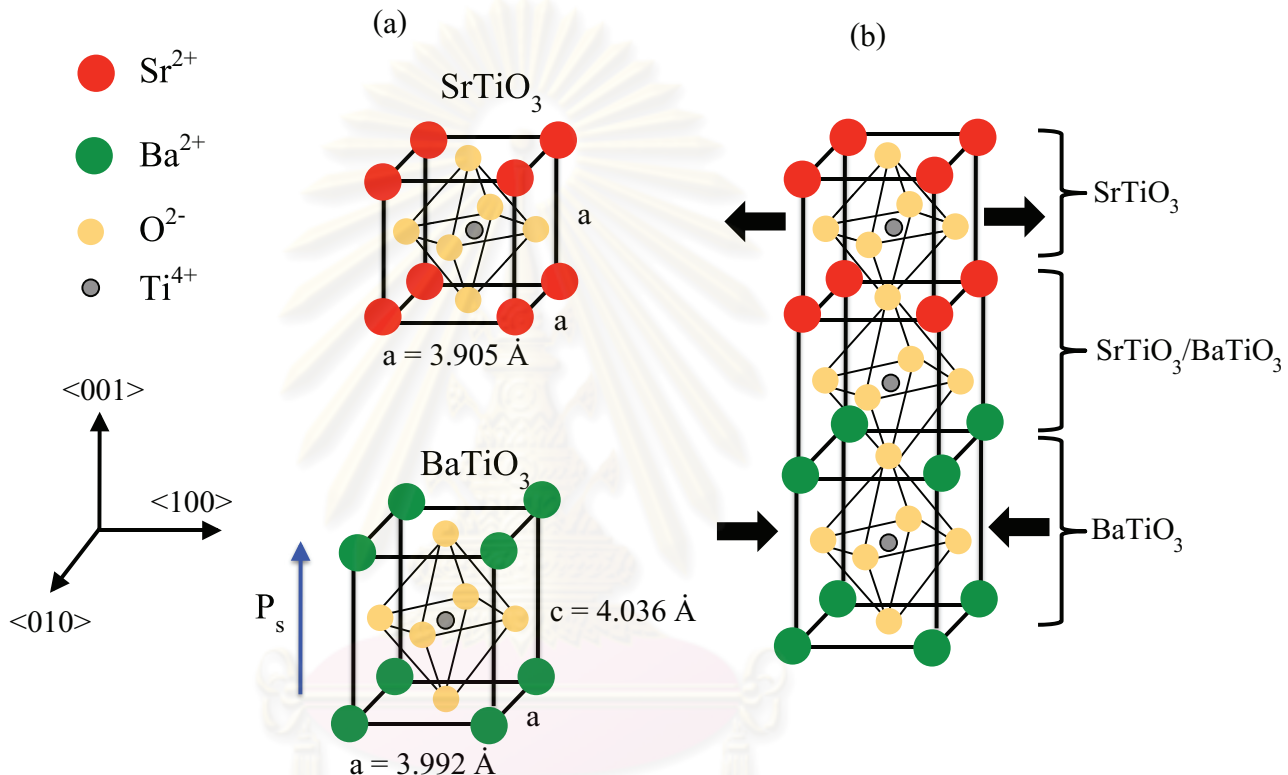 (a)
(b)
Sr²⁺
Ba²⁺
O²⁻
Ti⁴⁺
SrTiO₃
a
a
a = 3.905 Å
<001>
<100>
<010>
BaTiO₃
Pₛ
c = 4.036 Å
a
a = 3.992 Å
SrTiO₃
SrTiO₃/BaTiO₃
BaTiO₃